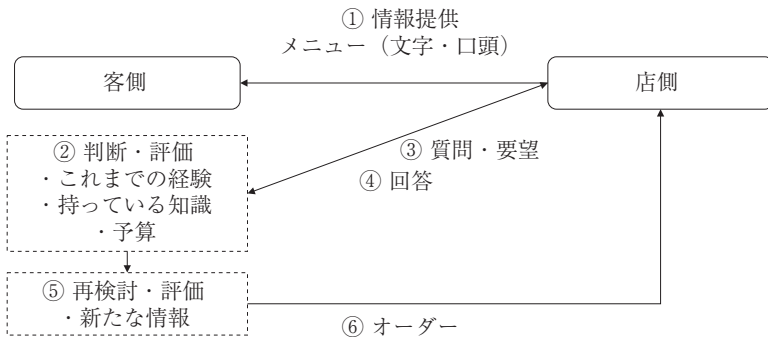 ① 情報提供
メニュー（文字・口頭）
客側
店側
② 判断・評価
・これまでの経験
・持っている知識
・予算
③ 質問・要望
④ 回答
⑤ 再検討・評価
・新たな情報
⑥ オーダー